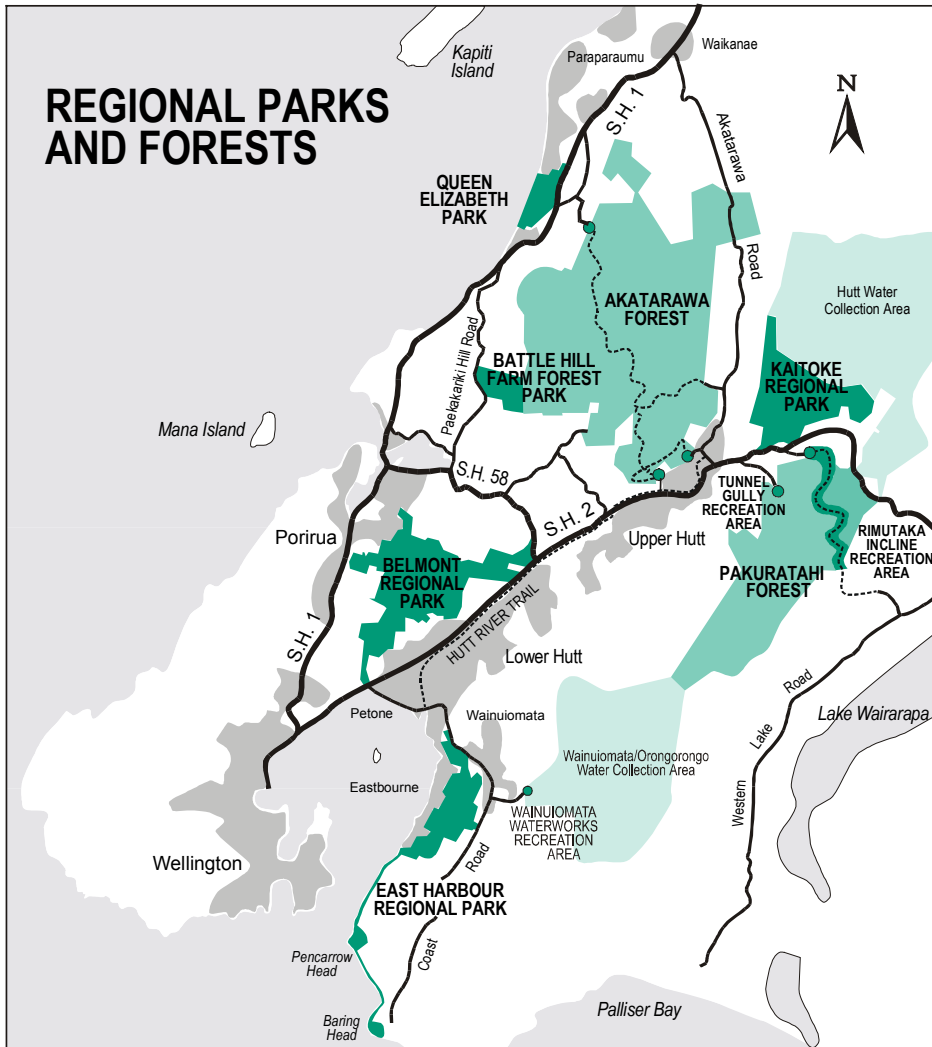 Kapiti
Island
Paraparaumu
Waikanae
REGIONAL PARKS
AND FORESTS
N
S.H. 1
Akatarawa
Road
QUEEN
ELIZABETH
PARK
AKATARAWA
FOREST
Hutt Water
Collection Area
Paekakariki Hill Road
BATTLE HILL
FARM FOREST
PARK
KAITOKE
REGIONAL
PARK
Mana Island
S.H. 58
S.H. 2
TUNNEL
GULLY
RECREATION
AREA
Porirua
Upper Hutt
RIMUTAKA
INCLINE
RECREATION
AREA
BELMONT
REGIONAL
PARK
PAKURATAHI
FOREST
S.H. 1
HUTT RIVER TRAIL
Lower Hutt
Petone
Wainuiomata
Western
Lake
Road
Lake Wairarapa
Wainuiomata/Orongorongo
Water Collection Area
Eastbourne
WAINUIOMATA
WATERWORKS
RECREATION
AREA
Wellington
Coast
Road
EAST HARBOUR
REGIONAL PARK
Pencarrow
Head
Baring
Head
Palliser Bay